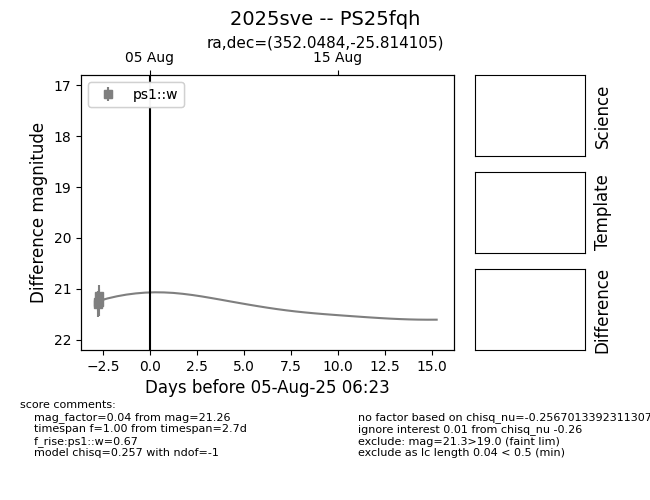 2025sve -- PS25fqh
ra,dec=(352.0484,-25.814105)
05 Aug
15 Aug
ps1::w
17
18
19
20
21
22
Difference magnitude
−2.5
0.0
2.5
5.0
7.5
10.0
12.5
15.0
Days before 05-Aug-25 06:23
Science
Template
Difference
score comments:
mag_factor=0.04 from mag=21.26
timespan f=1.00 from timespan=2.7d
f_rise:ps1::w=0.67
model chisq=0.257 with ndof=-1
no factor based on chisq_nu=-0.2567013392311307
ignore interest 0.01 from chisq_nu -0.26
exclude: mag=21.3>19.0 (faint lim)
exclude as lc length 0.04 < 0.5 (min)